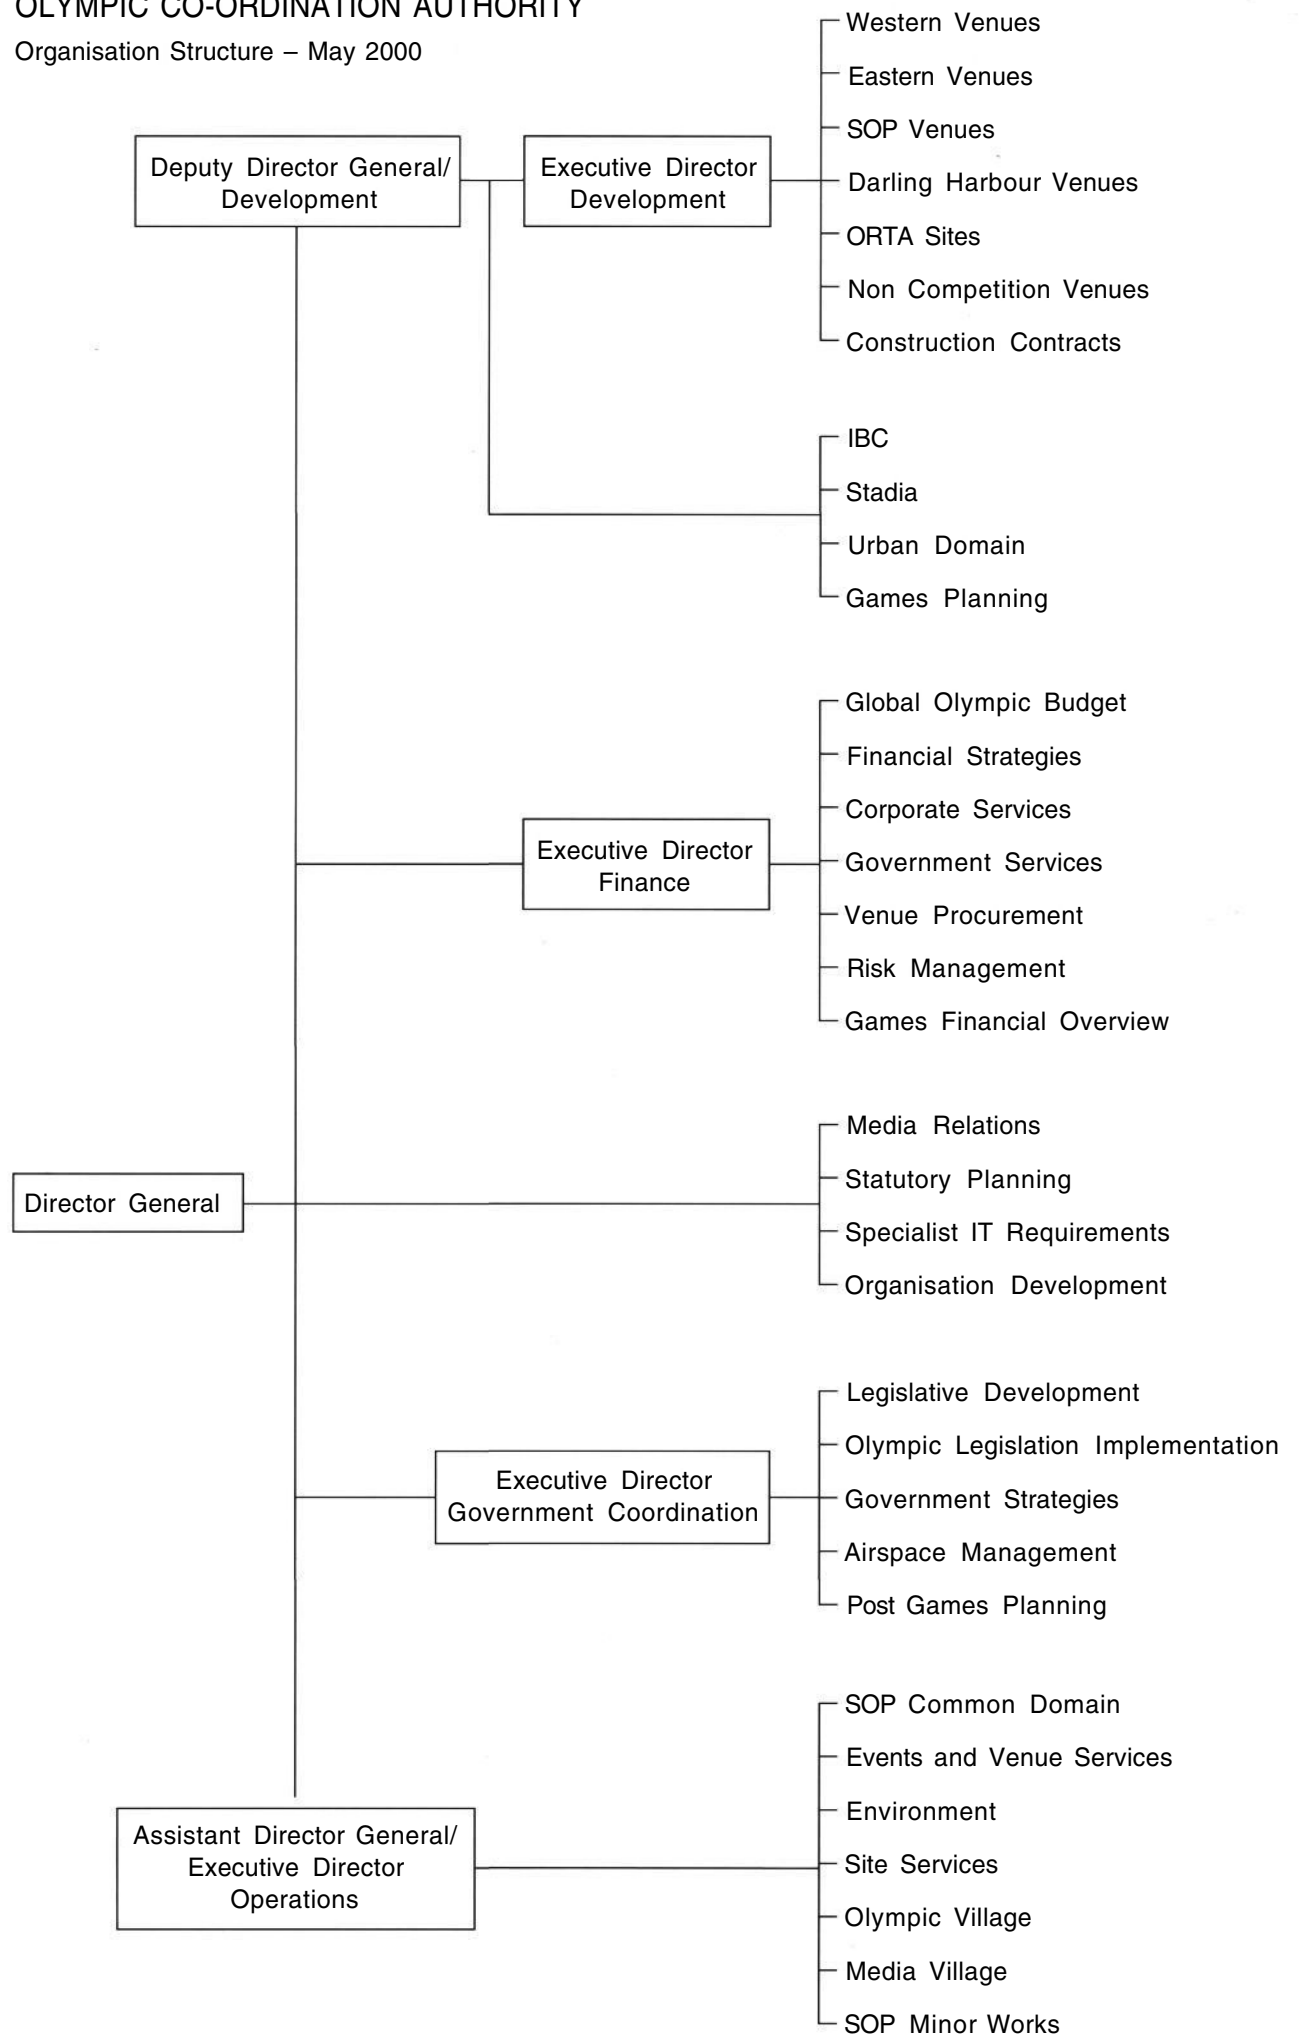 OLYMPIC CO-ORDINATION AUTHORITY
Organisation Structure – May 2000
Western Venues
Eastern Venues
SOP Venues
Darling Harbour Venues
ORTA Sites
Non Competition Venues
Construction Contracts
Deputy Director General/
Development
Executive Director
Development
IBC
Stadia
Urban Domain
Games Planning
Global Olympic Budget
Financial Strategies
Corporate Services
Government Services
Venue Procurement
Risk Management
Games Financial Overview
Executive Director
Finance
Media Relations
Statutory Planning
Specialist IT Requirements
Organisation Development
Director General
Legislative Development
Olympic Legislation Implementation
Government Strategies
Airspace Management
Post Games Planning
Executive Director
Government Coordination
SOP Common Domain
Events and Venue Services
Environment
Site Services
Olympic Village
Media Village
SOP Minor Works
Assistant Director General/
Executive Director
Operations